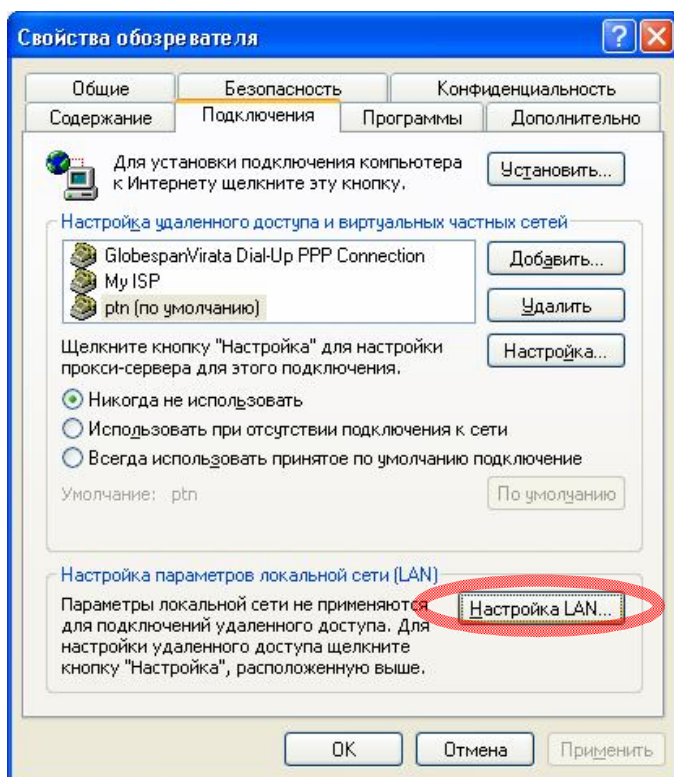 Свойства обозревателя
Общие Безопасность Конфиденциальность
Содержание Подключения Программы Дополнительно
Для установки подключения компьютера
к Интернету щелкните эту кнопку.
Установить...
Настройка удаленного доступа и виртуальных частных сетей
GlobespanVirata Dial-Up PPP Connection
My ISP
ptn (по умолчанию)
Добавить...
Удалить
Щелкните кнопку "Настройка" для настройки
прокси-сервера для этого подключения.
Настройка...
Никогда не использовать
Использовать при отсутствии подключения к сети
Всегда использовать принятое по умолчанию подключение
Умолчание: ptn
По умолчанию
Настройка параметров локальной сети (LAN)
Параметры локальной сети не применяются
для подключений удаленного доступа. Для
настройки удаленного доступа щелкните
кнопку "Настройка", расположенную выше.
Настройка LAN...
OK Отмена Применить